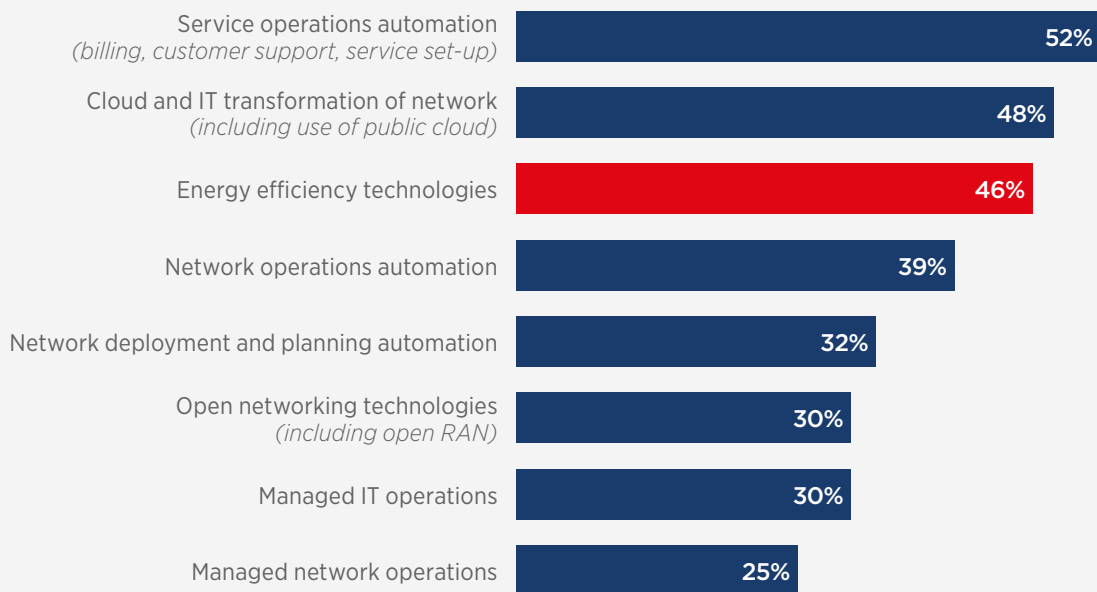 Service operations automation
(billing, customer support, service set-up)
52%
Cloud and IT transformation of network
(including use of public cloud)
48%
Energy efficiency technologies
46%
Network operations automation
39%
Network deployment and planning automation
32%
Open networking technologies
(including open RAN)
30%
Managed IT operations
30%
Managed network operations
25%